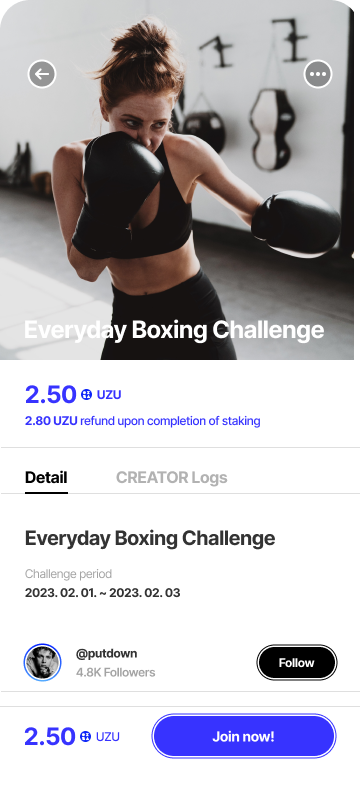 Everyday Boxing Challenge
2.50 UZU
2.80 UZU refund upon completion of staking
Detail CREATOR Logs
Everyday Boxing Challenge
Challenge period
2023. 02. 01. ~ 2023. 02. 03
@putdown
4.8K Followers
Follow
2.50 UZU
Join now!